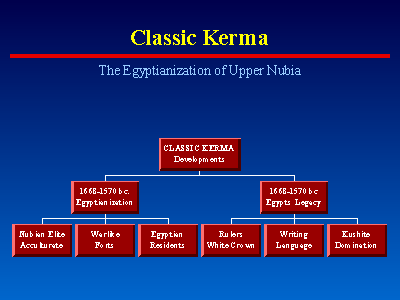 Classic Kerma
The Egyptianization of Upper Nubia
CLASSIC KERMA
Developments
1668-1570 b.c.
Egyptianization
1668-1570 b.c
Egypts Legacy
Nubian Elite
Acculturate
Warlike
Forts
Egyptian
Residents
Rulers
White Crown
Writing
Language
Kushite
Domination